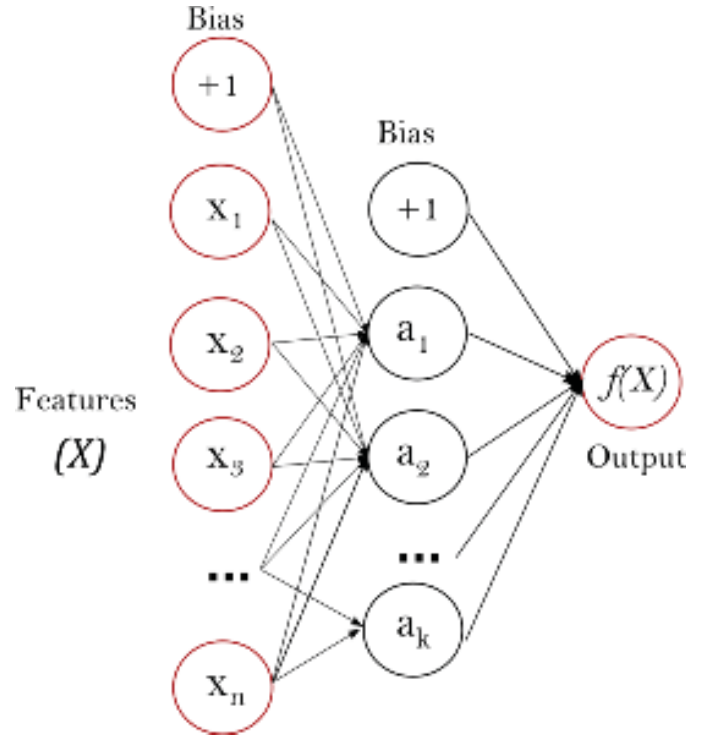 Bias
+1
x1
x2
Features
(X)
x3
...
xn
Bias
+1
a1
a2
...
ak
f(X)
Output